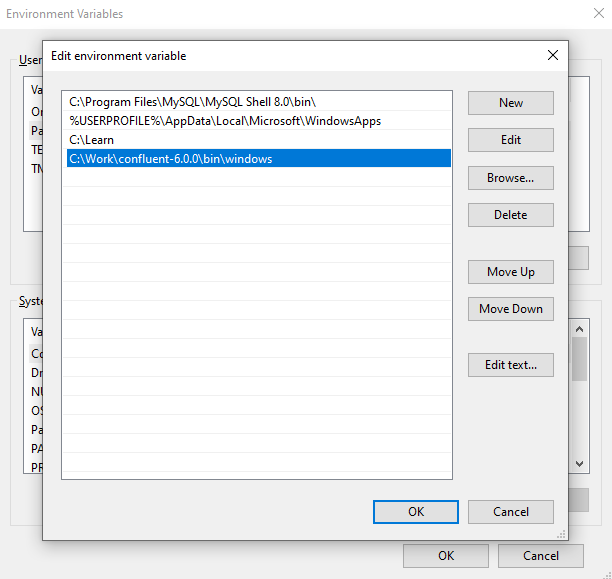 Environment Variables
Edit environment variable
User
Va
On
Pa
TE
TM
C:\Program Files\MySQL\MySQL Shell 8.0\bin\
%USERPROFILE%\AppData\Local\Microsoft\WindowsApps
C:\Learn
C:\Work\confluent-6.0.0\bin\windows
New
Edit
Browse...
Delete
Move Up
Move Down
Edit text...
Syste
Va
Co
Dr
NU
OS
Pa
PA
PR
OK
Cancel
OK
Cancel